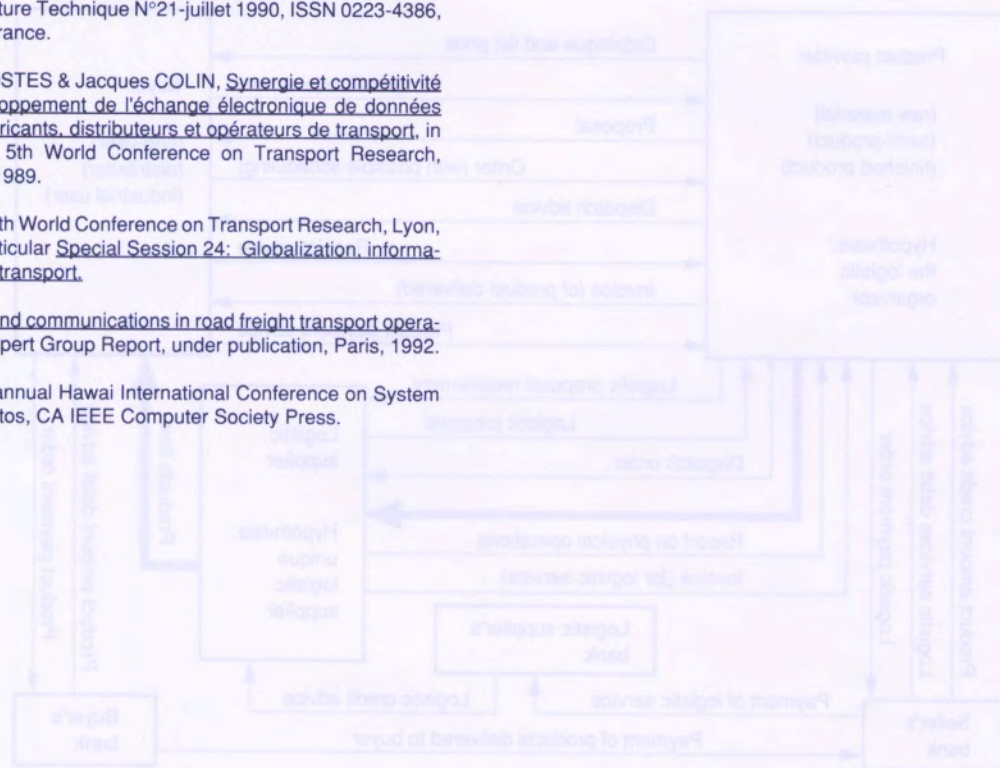 ture Technique N°21-juillet 1990, ISSN 0223-4386,
rance.
STES & Jacques COLIN, Synergie et compétitivité
oppement de l'échange électronique de données
ricants, distributeurs et opérateurs de transport, in
5th World Conference on Transport Research,
989.
th World Conference on Transport Research, Lyon,
ticular Special Session 24: Globalization, informa-
transport.
nd communications in road freight transport opera-
pert Group Report, under publication, Paris, 1992.
annual Hawai International Conference on System
tos, CA IEEE Computer Society Press.
Catalogue and list price
Product provider
(raw material)
(semi-product)
(finished product)
Proposal
Order (with possible scheduling)
(distributor)
(industrial user)
Dispatch advice
Hypothesis:
the logistic
organizer
Invoice (of product delivered)
Logistic proposal requirement
Logistic proposal
Logistic
supplier
Dispatch order
Hypothesis:
unique
logistic
supplier
Report on physical operations
Invoice (for logistic service)
Logistic supplier's
bank
Logistic credit advice
Payment of logistic service
Payment of products delivered to buyer
Buyer's
bank
Seller's
bank
Product payment order
Product amount debit advice
Logistic payment order
Logistic services debit advice
Product amount credit advice